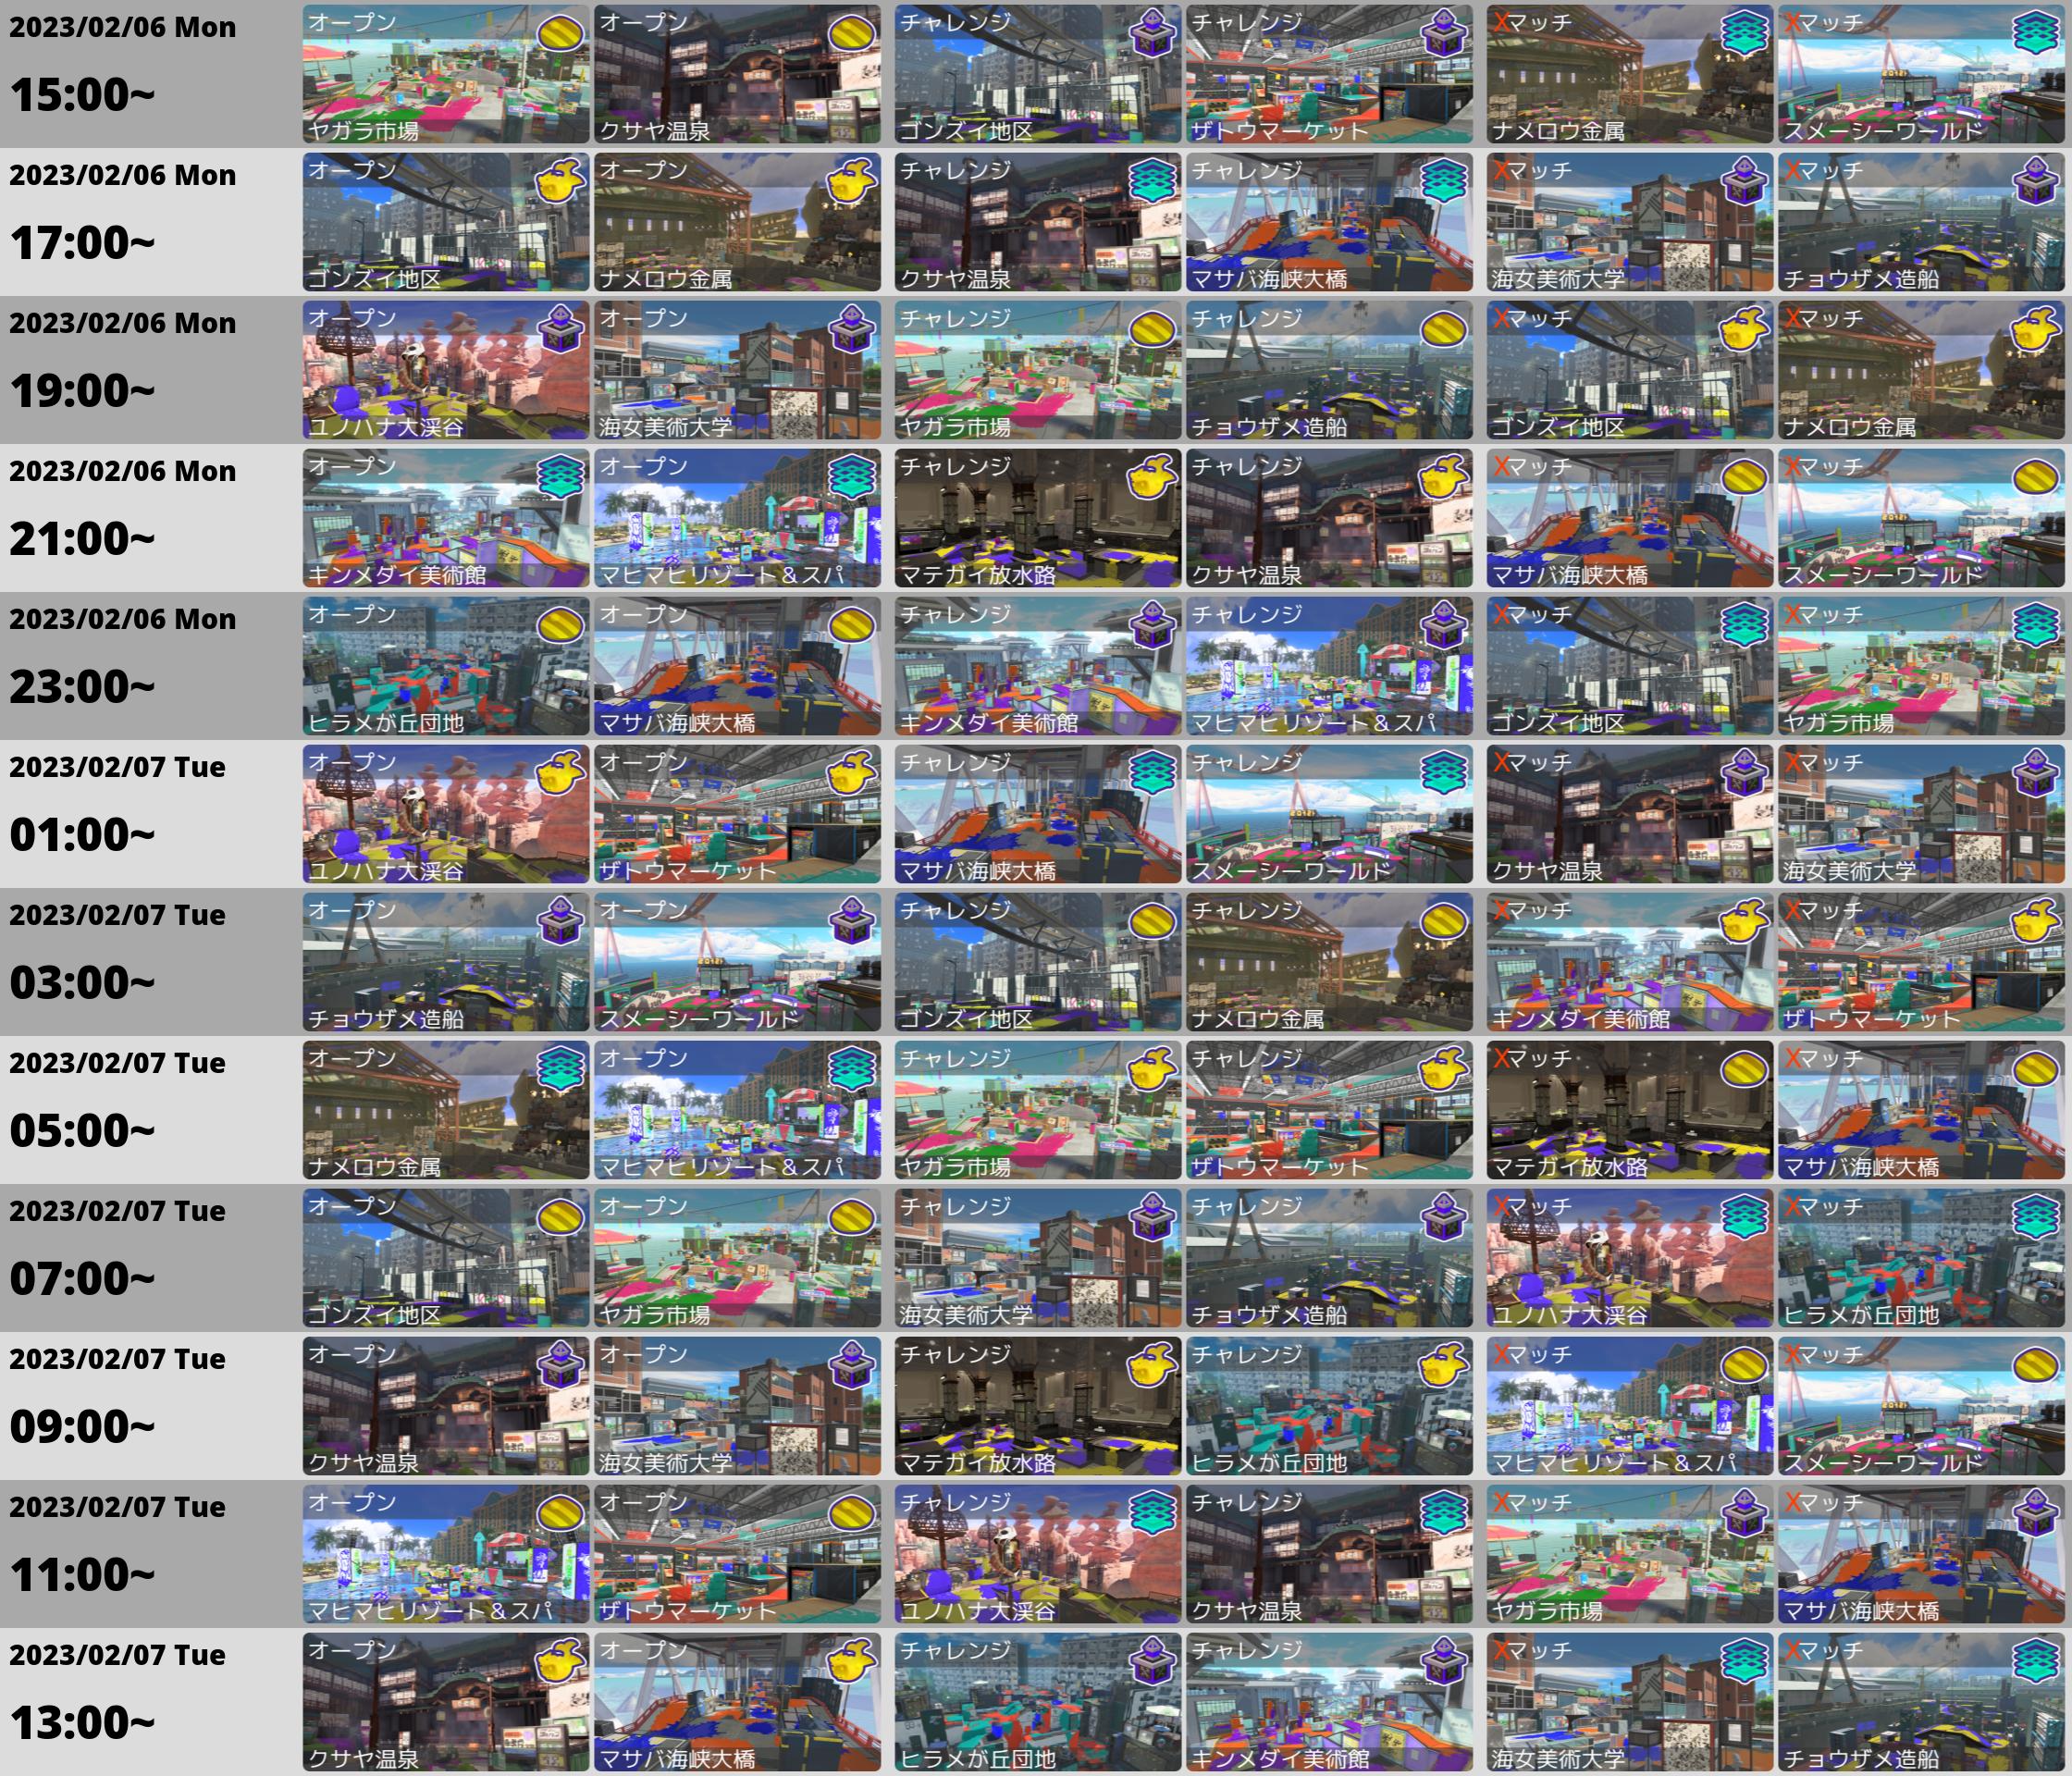 2023/02/06 Mon
15:00~
オープン オープン チャレンジ チャレンジ Xマッチ Xマッチ
ヤガラ市場 クサヤ温泉 ゴンズイ地区 ザトウマーケット ナメロウ金属 スメーシーワールド
2023/02/06 Mon
17:00~
オープン オープン チャレンジ チャレンジ Xマッチ Xマッチ
ゴンズイ地区 ナメロウ金属 クサヤ温泉 マサバ海峡大橋 海女美術大学 チョウザメ造船
2023/02/06 Mon
19:00~
オープン オープン チャレンジ チャレンジ Xマッチ Xマッチ
ユノハナ大渓谷 海女美術大学 ヤガラ市場 チョウザメ造船 ゴンズイ地区 ナメロウ金属
2023/02/06 Mon
21:00~
オープン オープン チャレンジ チャレンジ Xマッチ Xマッチ
キンメダイ美術館 マヒマヒリゾート＆スパ マテガイ放水路 クサヤ温泉 マサバ海峡大橋 スメーシーワールド
2023/02/06 Mon
23:00~
オープン オープン チャレンジ チャレンジ Xマッチ Xマッチ
ヒラメが丘団地 マサバ海峡大橋 キンメダイ美術館 マヒマヒリゾート＆スパ ゴンズイ地区 ヤガラ市場
2023/02/07 Tue
01:00~
オープン オープン チャレンジ チャレンジ Xマッチ Xマッチ
ユノハナ大渓谷 ザトウマーケット マサバ海峡大橋 スメーシーワールド クサヤ温泉 海女美術大学
2023/02/07 Tue
03:00~
オープン オープン チャレンジ チャレンジ Xマッチ Xマッチ
チョウザメ造船 スメーシーワールド ゴンズイ地区 ナメロウ金属 キンメダイ美術館 ザトウマーケット
2023/02/07 Tue
05:00~
オープン オープン チャレンジ チャレンジ Xマッチ Xマッチ
ナメロウ金属 マヒマヒリゾート＆スパ ヤガラ市場 ザトウマーケット マテガイ放水路 マサバ海峡大橋
2023/02/07 Tue
07:00~
オープン オープン チャレンジ チャレンジ Xマッチ Xマッチ
ゴンズイ地区 ヤガラ市場 海女美術大学 チョウザメ造船 ユノハナ大渓谷 ヒラメが丘団地
2023/02/07 Tue
09:00~
オープン オープン チャレンジ チャレンジ Xマッチ Xマッチ
クサヤ温泉 海女美術大学 マテガイ放水路 ヒラメが丘団地 マヒマヒリゾート＆スパ スメーシーワールド
2023/02/07 Tue
11:00~
オープン オープン チャレンジ チャレンジ Xマッチ Xマッチ
マヒマヒリゾート＆スパ ザトウマーケット ユノハナ大渓谷 クサヤ温泉 ヤガラ市場 マサバ海峡大橋
2023/02/07 Tue
13:00~
オープン オープン チャレンジ チャレンジ Xマッチ Xマッチ
クサヤ温泉 マサバ海峡大橋 ヒラメが丘団地 キンメダイ美術館 海女美術大学 チョウザメ造船